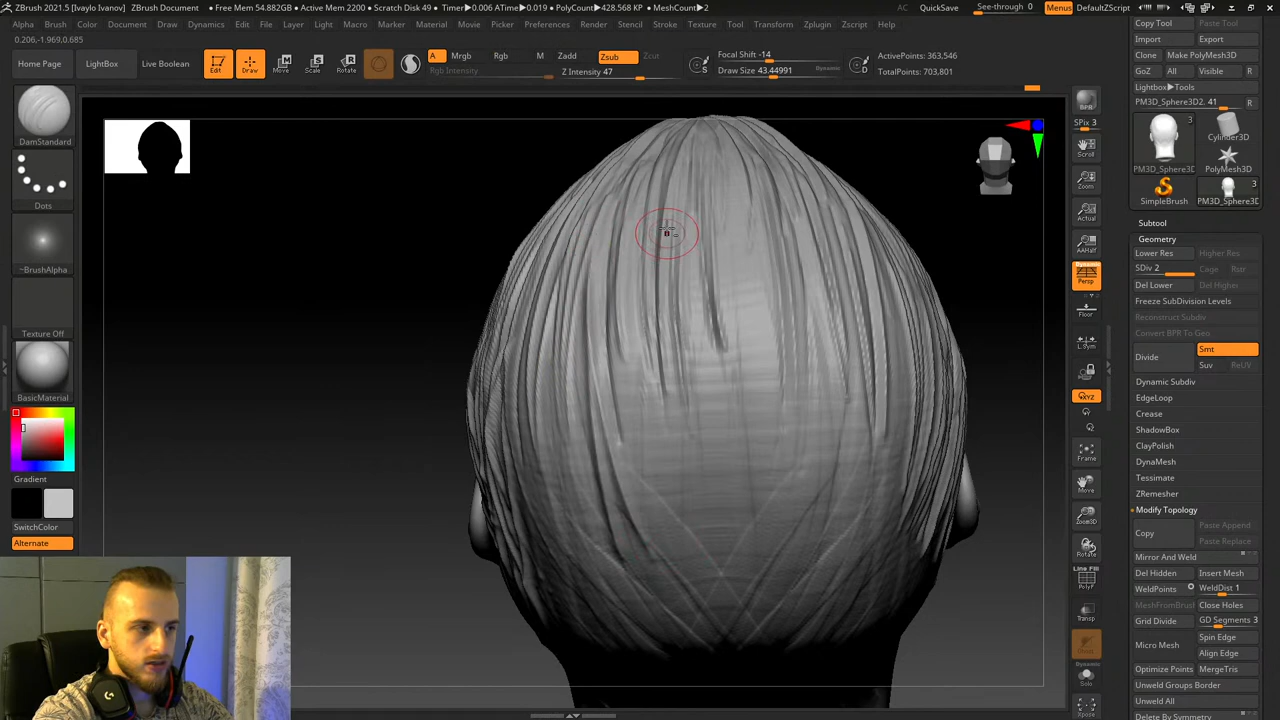 ZBrush 2021.5 [Ivaylo Ivanov] ZBrush Document • Free Mem 54.882GB • Active Mem 2200 • Scratch Disk 49 • Timer▶0.006 ATime▶0.019 • PolyCount▶428.568 KP • MeshCount▶2 AC QuickSave See-through 0 Menus DefaultZScript
Alpha Brush Color Document Draw Dynamics Edit File Layer Light Macro Marker Material Movie Picker Preferences Render Stencil Stroke Texture Tool Transform Zplugin Zscript Help
0.206,-1.969,0.685
Home Page LightBox Live Boolean Edit Draw Move Scale Rotate
A Mrgb Rgb M Zadd Zsub Zcut
Rgb Intensity Z Intensity 47
Focal Shift -14
Draw Size 43.44991 Dynamic
S D
ActivePoints: 363,546
TotalPoints: 703,801
DamStandard
Dots
~BrushAlpha
Texture Off
BasicMaterial
Gradient
SwitchColor
Alternate
BPR
SPix 3
Scroll
Zoom
Actual
AAHalf
Dynamic
Persp
Floor
L.Sym
XYZ
Frame
Move
Zoom3D
Rotate
Line Fill
PolyF
Transp
Dynamic
Solo
Xpose
Copy Tool Paste Tool
Import Export
Clone Make PolyMesh3D
GoZ All Visible R
Lightbox▶Tools
PM3D_Sphere3D2. 41 R
3
Cylinder3D
PM3D_Sphere3D PolyMesh3D
3
SimpleBrush PM3D_Sphere3D
Subtool
Geometry
Lower Res Higher Res
SDiv 2 Cage Rstr
Del Lower Del Higher
Freeze SubDivision Levels
Reconstruct Subdiv
Convert BPR To Geo
Divide Smt
Suv ReUV
Dynamic Subdiv
EdgeLoop
Crease
ShadowBox
ClayPolish
DynaMesh
Tessimate
ZRemesher
Modify Topology
Copy Paste Append
Paste Replace
Mirror And Weld
Del Hidden Insert Mesh
WeldPoints WeldDist 1
MeshFromBrush Close Holes
Grid Divide GD Segments 3
Micro Mesh Spin Edge
Align Edge
Optimize Points MergeTris
Unweld Groups Border
Unweld All
Delete By Symmetry